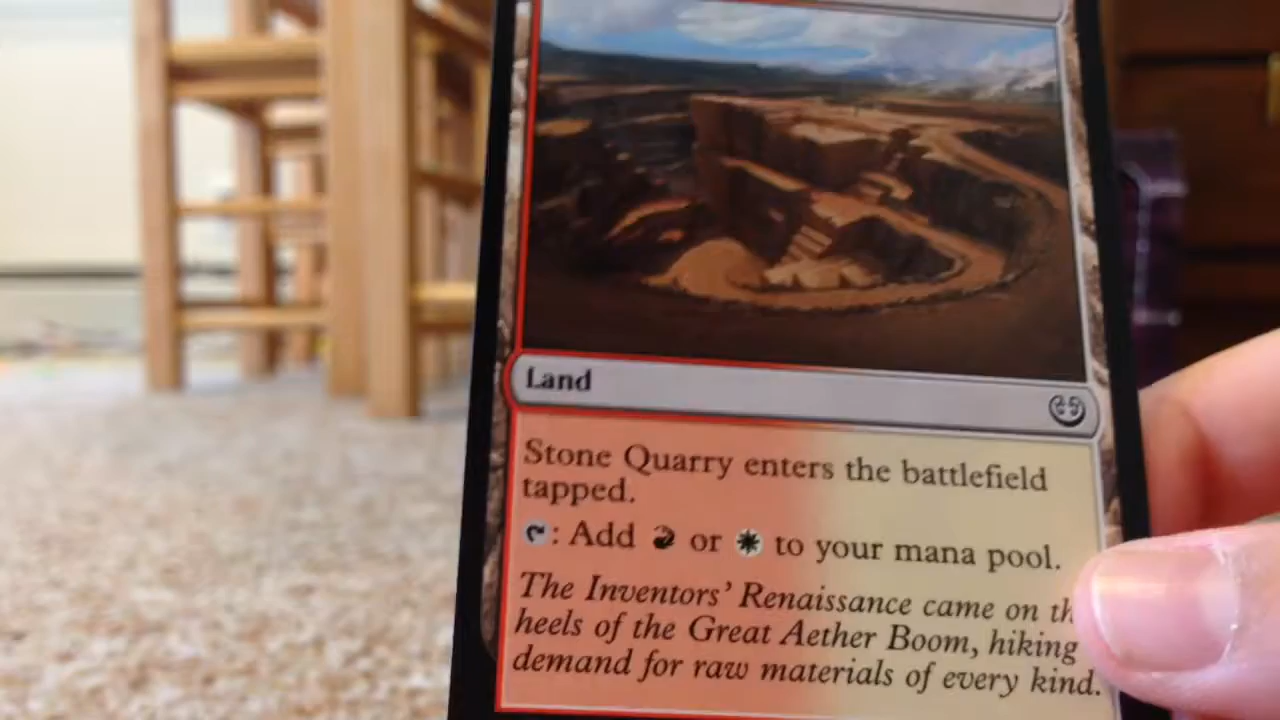 Land
Stone Quarry enters the battlefield
tapped.
: Add or to your mana pool.
The Inventors' Renaissance came on th
heels of the Great Aether Boom, hiking
demand for raw materials of every kind.